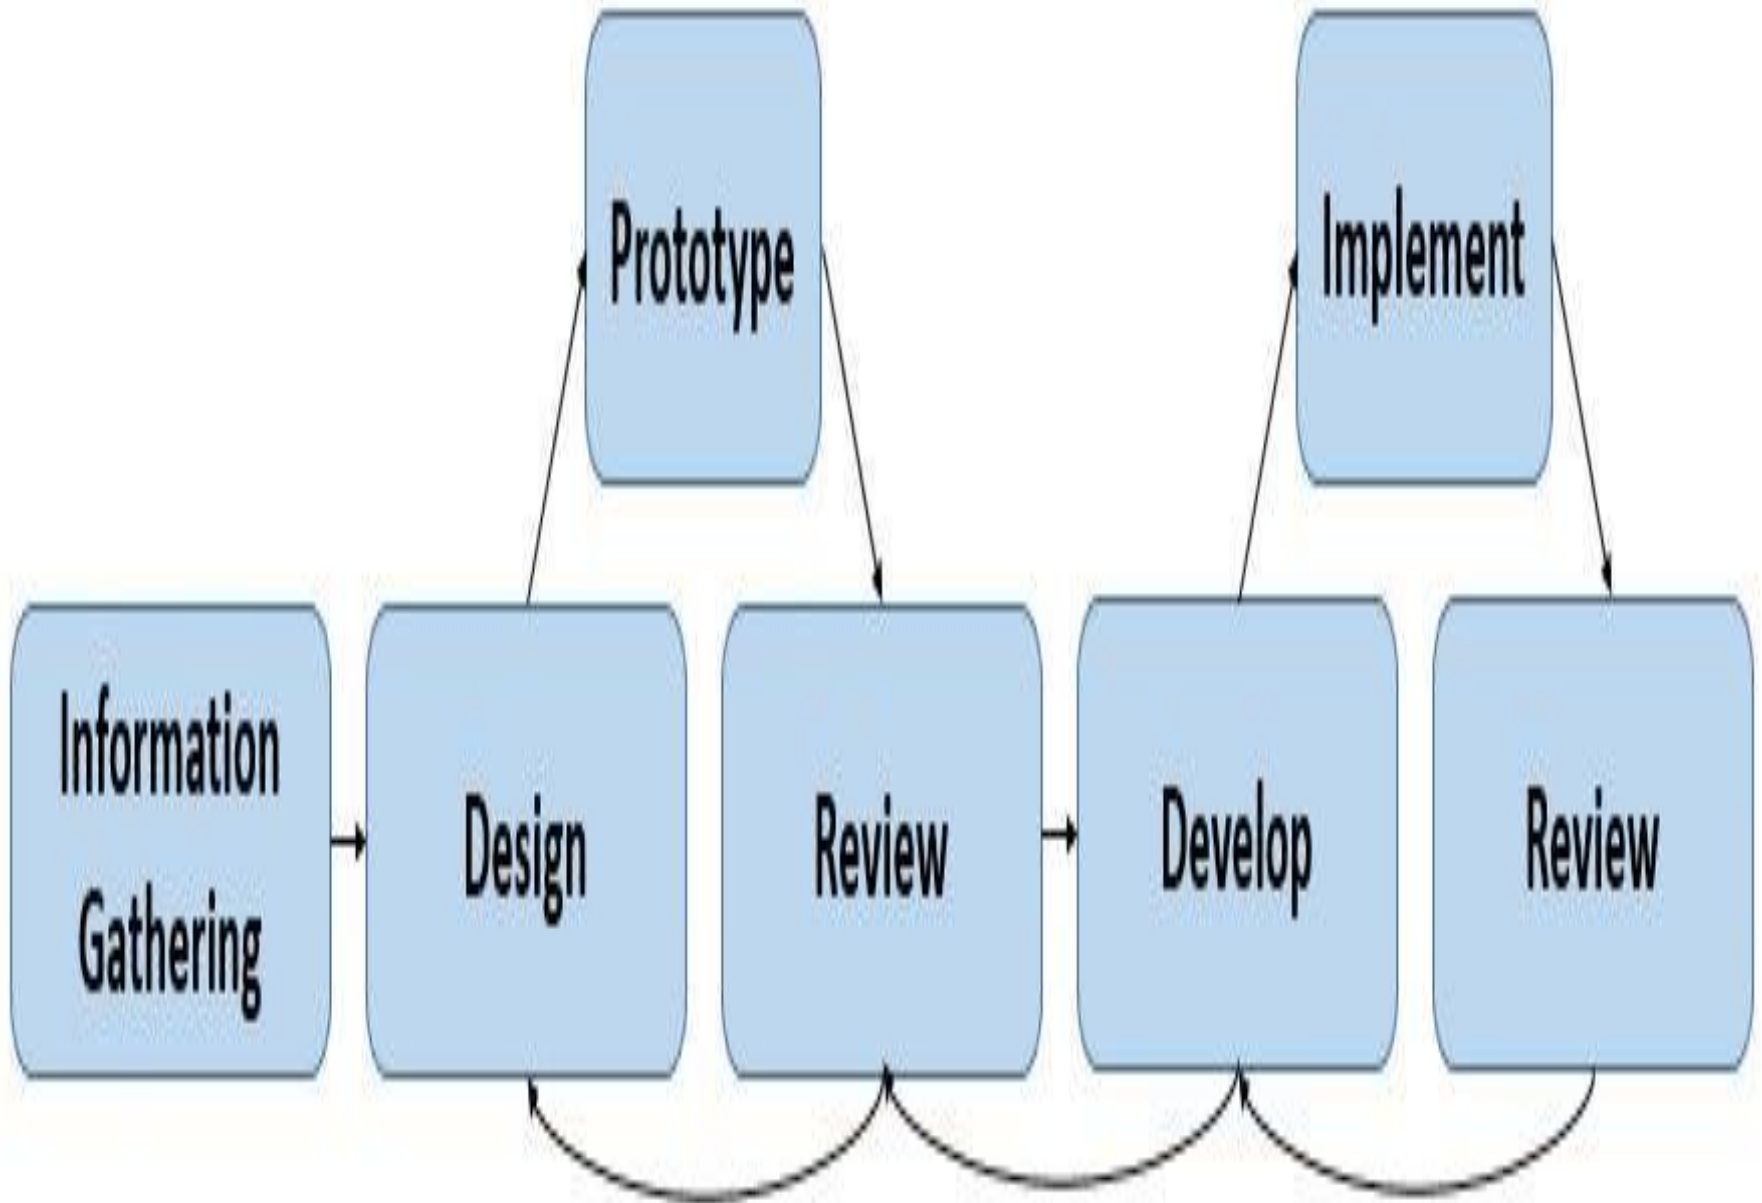 Prototype
Implement
Information
Gathering
Design
Review
Develop
Review